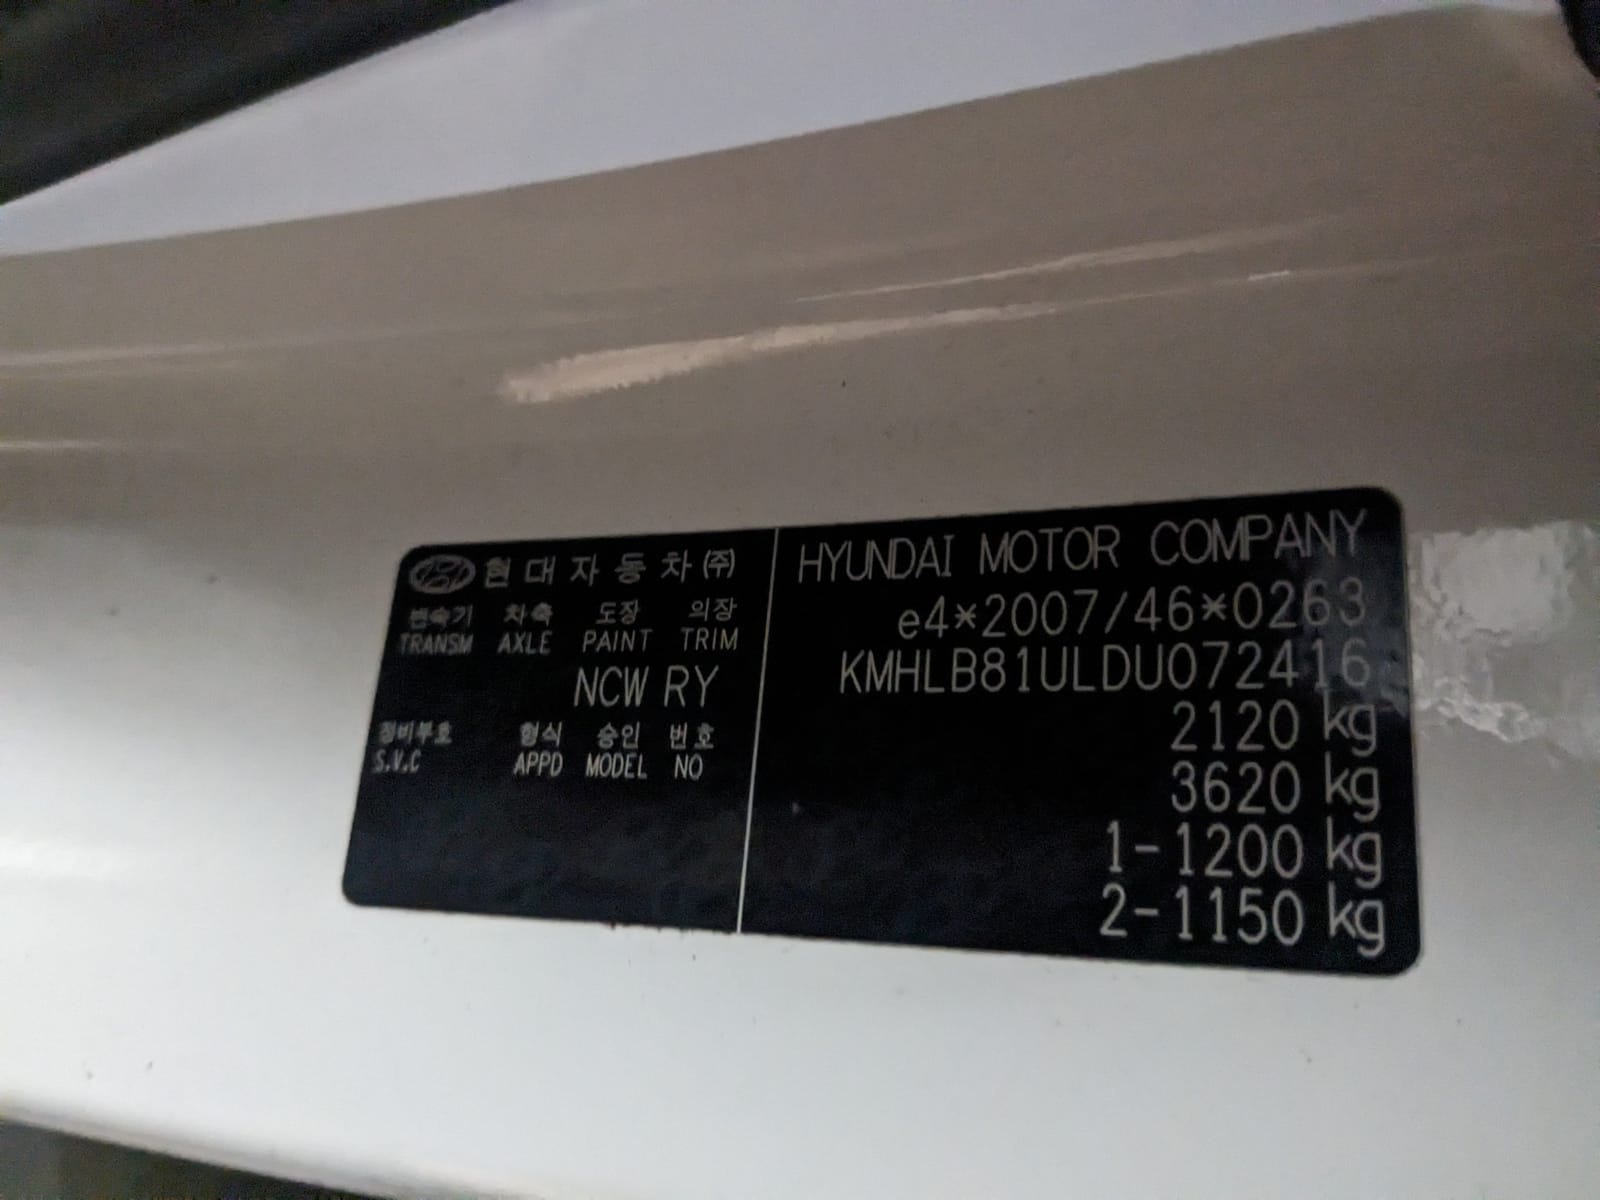 현대자동차(주)
변속기 차축 도장 의장
TRANSM AXLE PAINT TRIM
NCW RY
정비부호 형식 승인 번호
S.V.C APPD MODEL NO
HYUNDAI MOTOR COMPANY
e4*2007/46*0263
KMHLB81ULDU072416
2120 kg
3620 kg
1-1200 kg
2-1150 kg